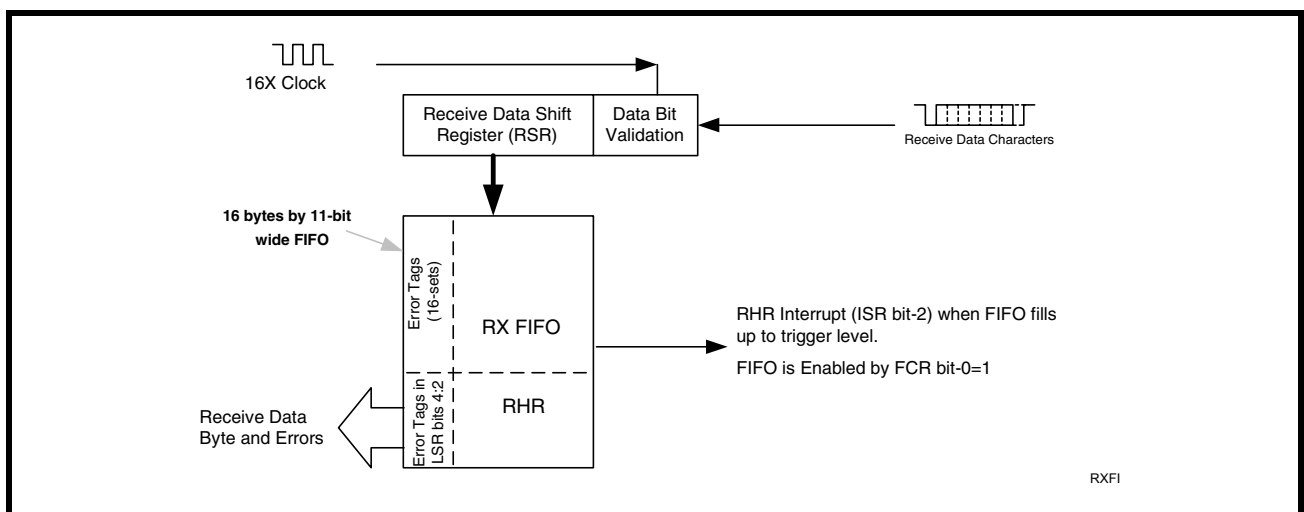 16X Clock
Receive Data Shift
Register (RSR)
Data Bit
Validation
Receive Data Characters
16 bytes by 11-bit
wide FIFO
Error Tags
(16-sets)
RX FIFO
RHR Interrupt (ISR bit-2) when FIFO fills
up to trigger level.
FIFO is Enabled by FCR bit-0=1
Error Tags in
LSR bits 4:2
RHR
Receive Data
Byte and Errors
RXFI